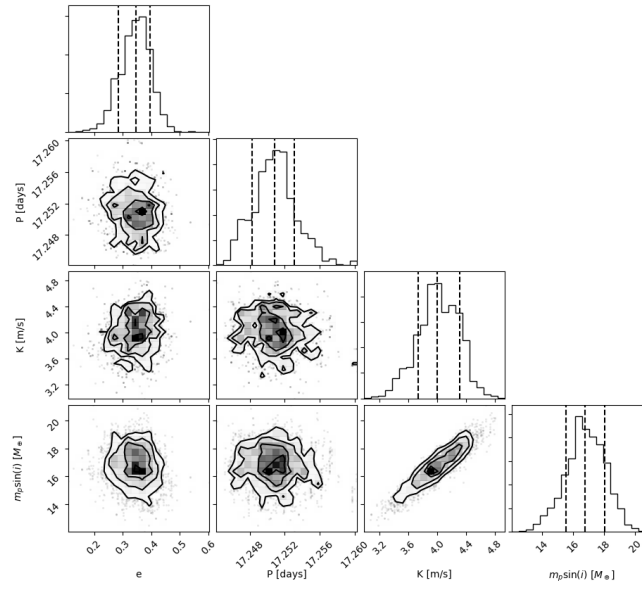 17.260
17.256
17.252
17.248
P [days]
4.8
4.4
4.0
3.6
3.2
K [m/s]
20
18
16
14
m_p sin(i) [M_⊕]
0.2 0.3 0.4 0.5 0.6
17.248 17.252 17.256 17.260
3.2 3.6 4.0 4.4 4.8
14 16 18 20
e
P [days]
K [m/s]
m_p sin(i) [M_⊕]